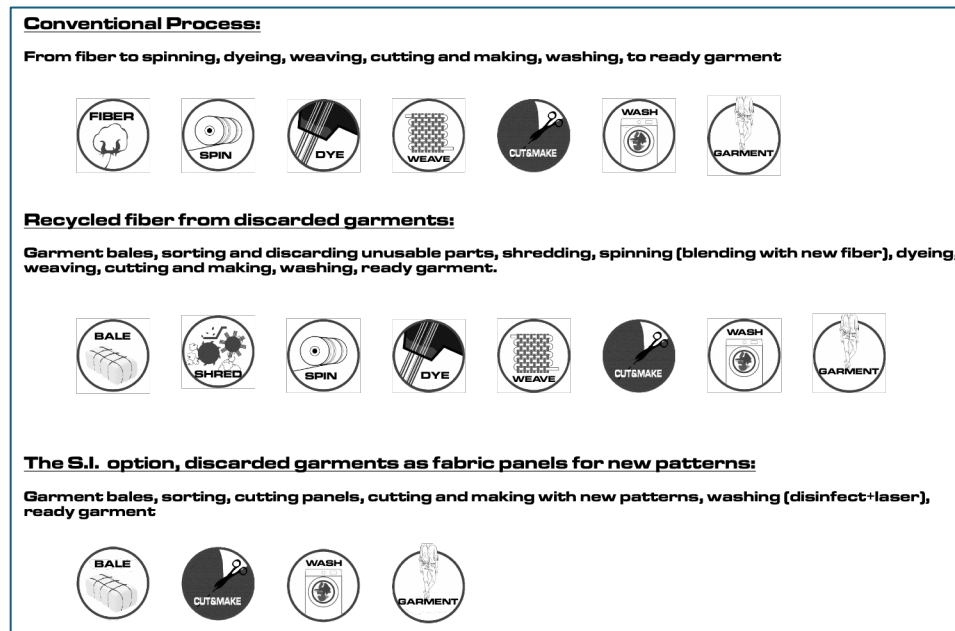 Conventional Process:
From fiber to spinning, dyeing, weaving, cutting and making, washing, to ready garment
FIBER
SPIN
DYE
WEAVE
CUT&MAKE
WASH
GARMENT
Recycled fiber from discarded garments:
Garment bales, sorting and discarding unusable parts, shredding, spinning (blending with new fiber), dyeing,
weaving, cutting and making, washing, ready garment.
BALE
SHRED
SPIN
DYE
WEAVE
CUT&MAKE
WASH
GARMENT
The S.I. option, discarded garments as fabric panels for new patterns:
Garment bales, sorting, cutting panels, cutting and making with new patterns, washing (disinfect+laser),
ready garment
BALE
CUT&MAKE
WASH
GARMENT